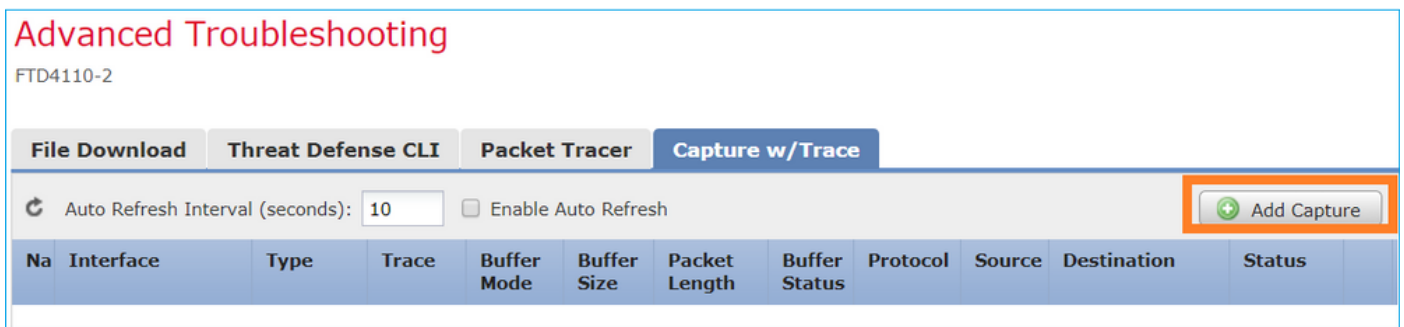 Advanced Troubleshooting
FTD4110-2
File Download Threat Defense CLI Packet Tracer Capture w/Trace
Auto Refresh Interval (seconds): 10 Enable Auto Refresh Add Capture
Na Interface Type Trace Buffer Mode Buffer Size Packet Length Buffer Status Protocol Source Destination Status